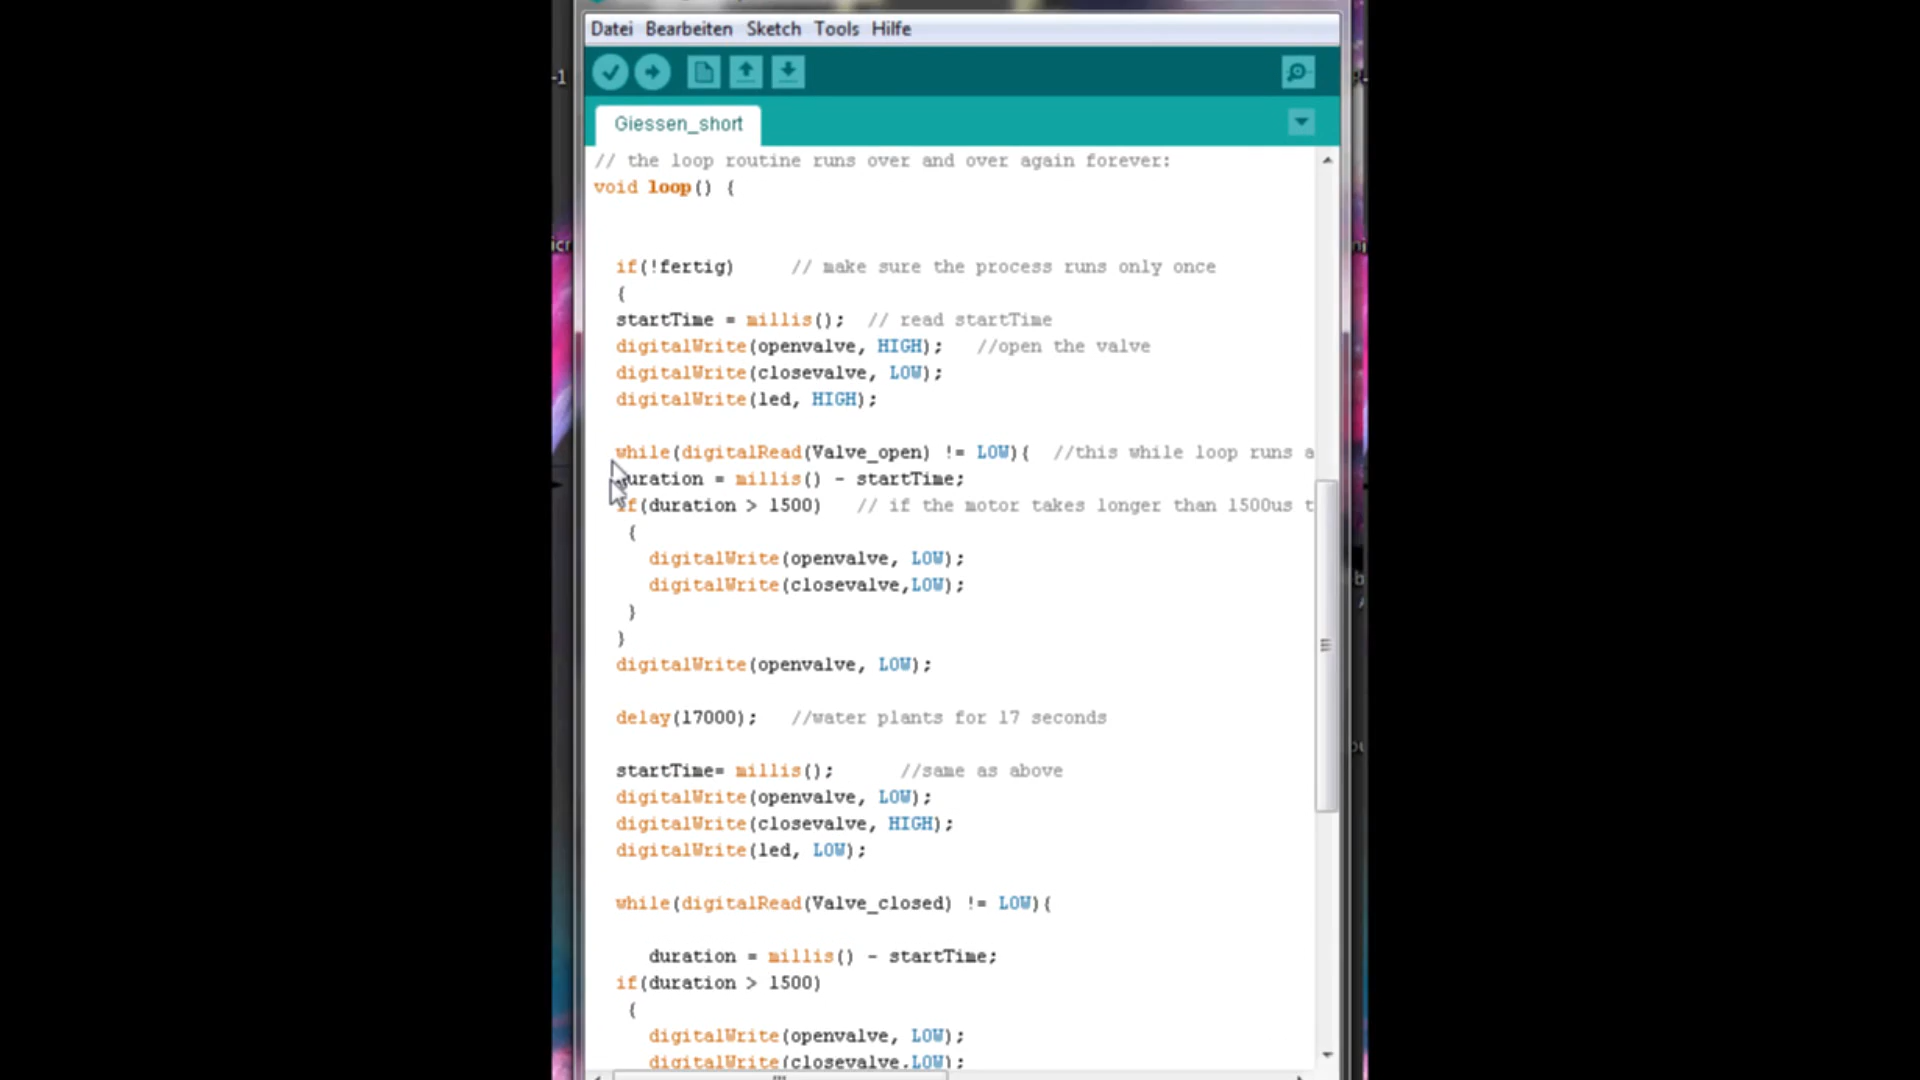 Datei Bearbeiten Sketch Tools Hilfe
Giessen_short
// the loop routine runs over and over again forever:
void loop() {
if(!fertig) // make sure the process runs only once
{
startTime = millis(); // read startTime
digitalWrite(openvalve, HIGH); //open the valve
digitalWrite(closevalve, LOW);
digitalWrite(led, HIGH);
while(digitalRead(Valve_open) != LOW){ //this while loop runs a
duration = millis() - startTime;
if(duration > 1500) // if the motor takes longer than 1500us t
{
digitalWrite(openvalve, LOW);
digitalWrite(closevalve,LOW);
}
}
digitalWrite(openvalve, LOW);
delay(17000); //water plants for 17 seconds
startTime= millis(); //same as above
digitalWrite(openvalve, LOW);
digitalWrite(closevalve, HIGH);
digitalWrite(led, LOW);
while(digitalRead(Valve_closed) != LOW){
duration = millis() - startTime;
if(duration > 1500)
{
digitalWrite(openvalve, LOW);
digitalWrite(closevalve,LOW);